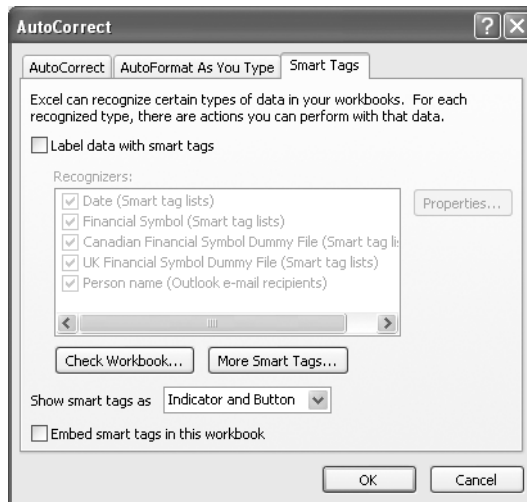 AutoCorrect
AutoCorrect AutoFormat As You Type Smart Tags
Excel can recognize certain types of data in your workbooks. For each
recognized type, there are actions you can perform with that data.
Label data with smart tags
Recognizers:
Date (Smart tag lists)
Properties...
Financial Symbol (Smart tag lists)
Canadian Financial Symbol Dummy File (Smart tag li
UK Financial Symbol Dummy File (Smart tag lists)
Person name (Outlook e-mail recipients)
Check Workbook... More Smart Tags...
Show smart tags as Indicator and Button
Embed smart tags in this workbook
OK Cancel